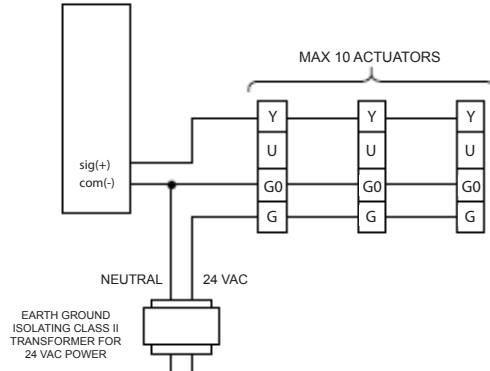 MAX 10 ACTUATORS
Y Y Y
U U U
sig(+)
com(-)
G0 G0 G0
G G G
NEUTRAL 24 VAC
EARTH GROUND
ISOLATING CLASS II
TRANSFORMER FOR
24 VAC POWER